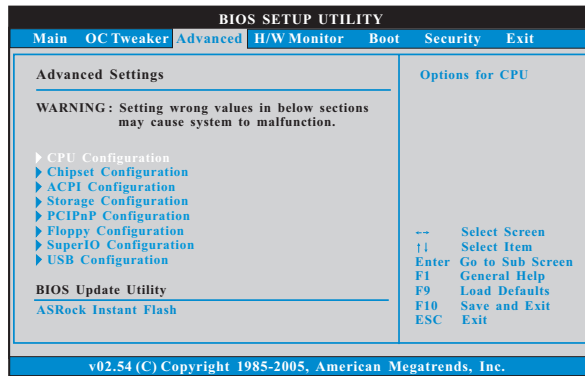 BIOS SETUP UTILITY
Main OC Tweaker Advanced H/W Monitor Boot Security Exit
Advanced Settings
WARNING : Setting wrong values in below sections
may cause system to malfunction.
CPU Configuration
Chipset Configuration
ACPI Configuration
Storage Configuration
PCIPnP Configuration
Floppy Configuration
SuperIO Configuration
USB Configuration
BIOS Update Utility
ASRock Instant Flash
Options for CPU
←→ Select Screen
↑↓ Select Item
Enter Go to Sub Screen
F1 General Help
F9 Load Defaults
F10 Save and Exit
ESC Exit
v02.54 (C) Copyright 1985-2005, American Megatrends, Inc.